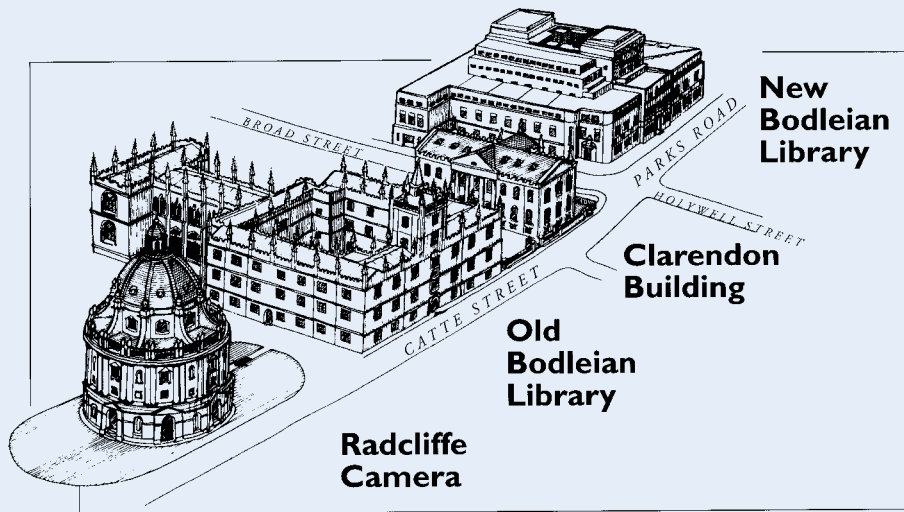 New
Bodleian
Library
BROAD STREET
PARKS ROAD
HOLYWELL STREET
Clarendon
Building
CATTE STREET
Old
Bodleian
Library
Radcliffe
Camera